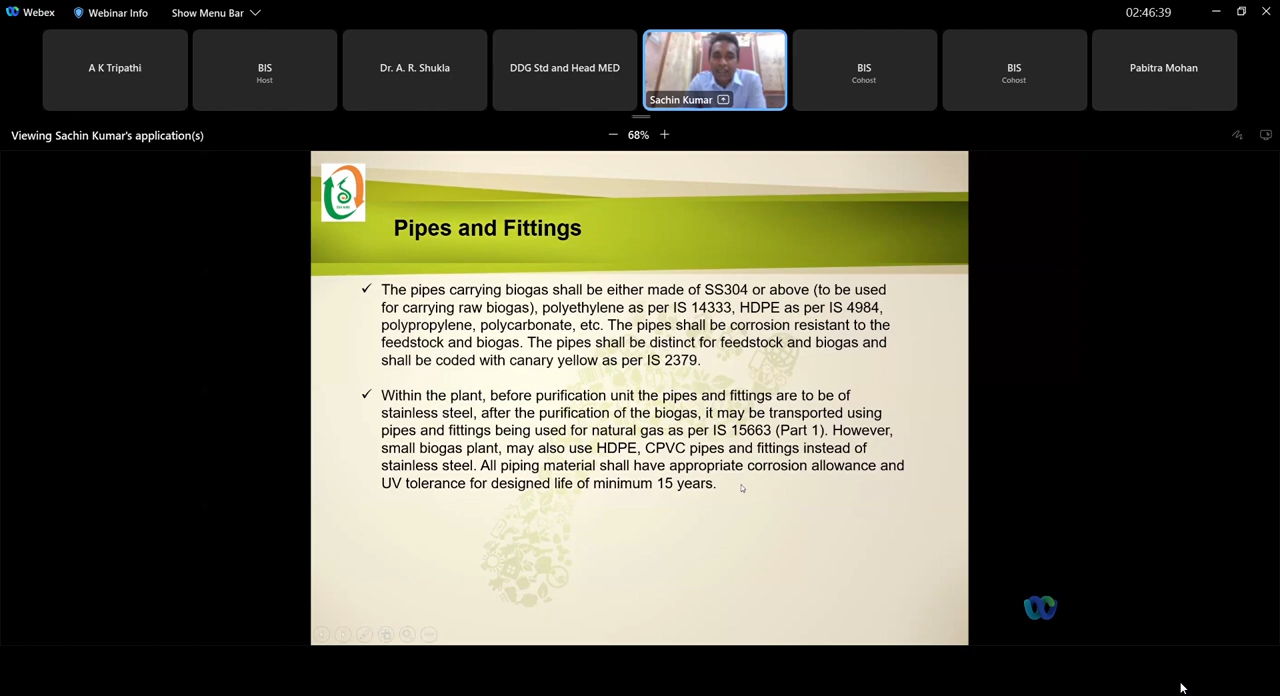 Webex
Webinar Info
Show Menu Bar
02:46:39
A K Tripathi
BIS
Host
Dr. A. R. Shukla
DDG Std and Head MED
Sachin Kumar
BIS
Cohost
BIS
Cohost
Pabitra Mohan
Viewing Sachin Kumar's application(s)
68%
Pipes and Fittings
✓ The pipes carrying biogas shall be either made of SS304 or above (to be used
for carrying raw biogas), polyethylene as per IS 14333, HDPE as per IS 4984,
polypropylene, polycarbonate, etc. The pipes shall be corrosion resistant to the
feedstock and biogas. The pipes shall be distinct for feedstock and biogas and
shall be coded with canary yellow as per IS 2379.
✓ Within the plant, before purification unit the pipes and fittings are to be of
stainless steel, after the purification of the biogas, it may be transported using
pipes and fittings being used for natural gas as per IS 15663 (Part 1). However,
small biogas plant, may also use HDPE, CPVC pipes and fittings instead of
stainless steel. All piping material shall have appropriate corrosion allowance and
UV tolerance for designed life of minimum 15 years.